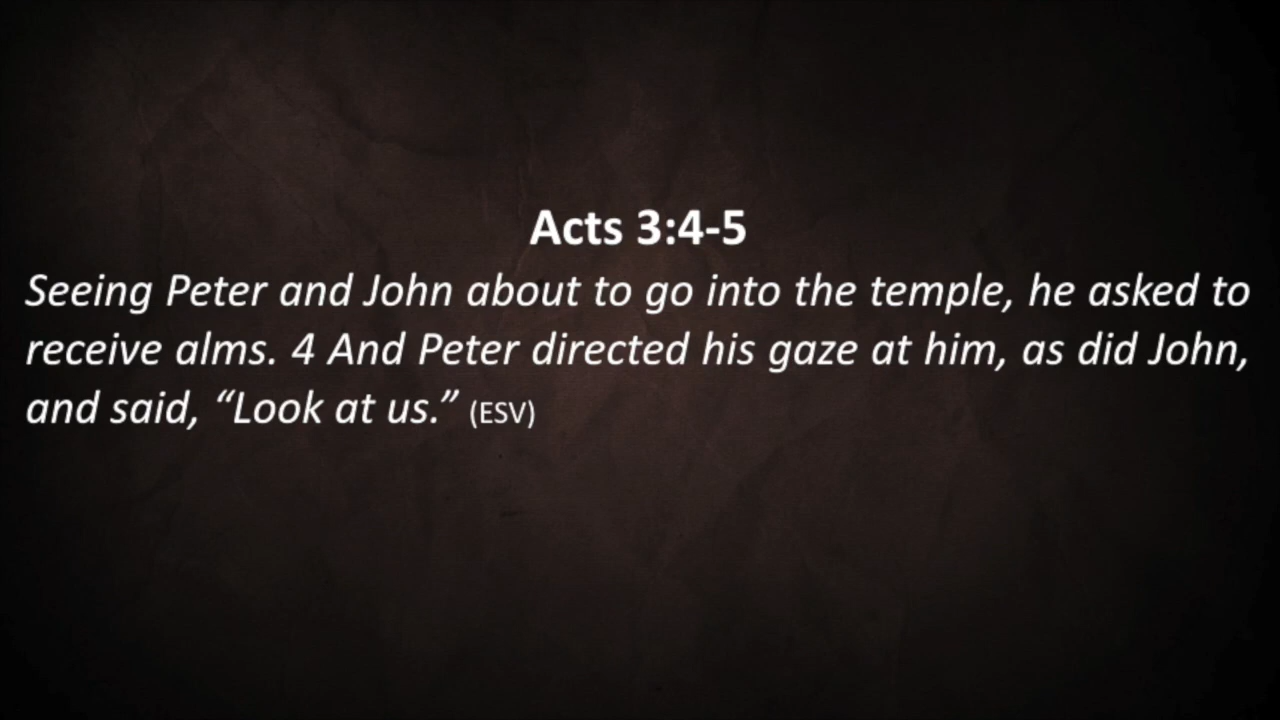 Acts 3:4-5
Seeing Peter and John about to go into the temple, he asked to
receive alms. 4 And Peter directed his gaze at him, as did John,
and said, “Look at us.” (ESV)